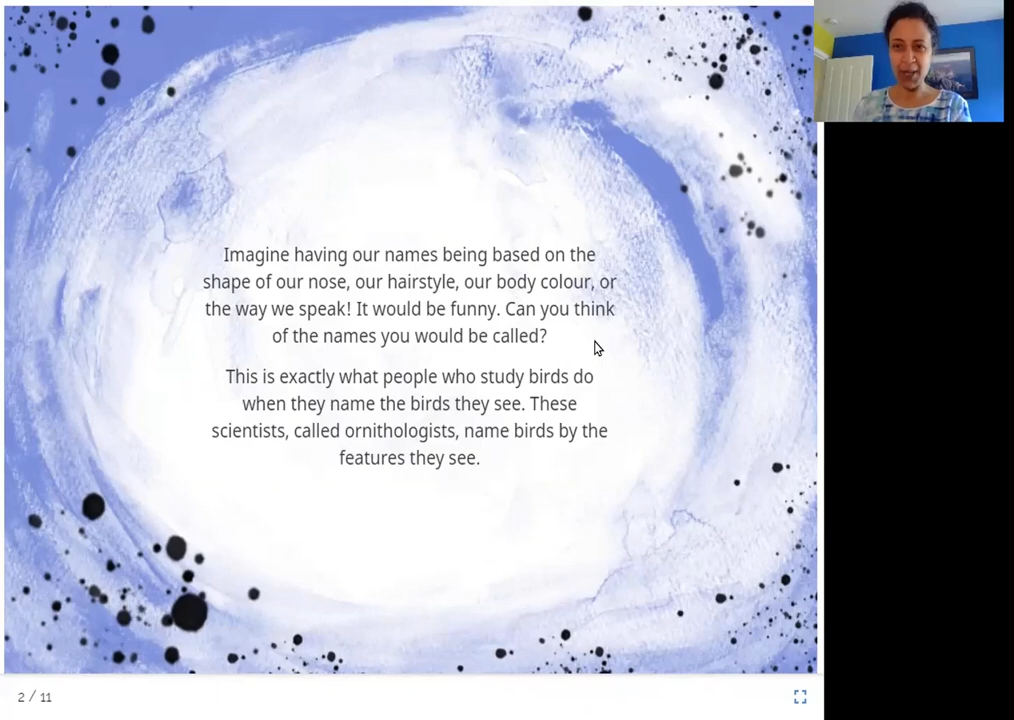 Imagine having our names being based on the
shape of our nose, our hairstyle, our body colour, or
the way we speak! It would be funny. Can you think
of the names you would be called?
This is exactly what people who study birds do
when they name the birds they see. These
scientists, called ornithologists, name birds by the
features they see.
2 / 11